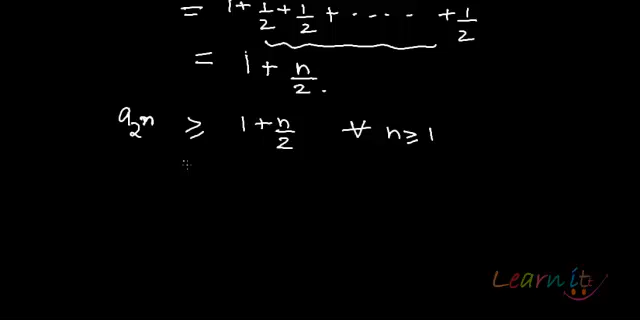 = 1 + 1/2 + 1/2 + ..... + 1/2
= 1 + n/2.
a_{2^n} ≥ 1 + n/2 ∀ n ≥ 1
Learnit